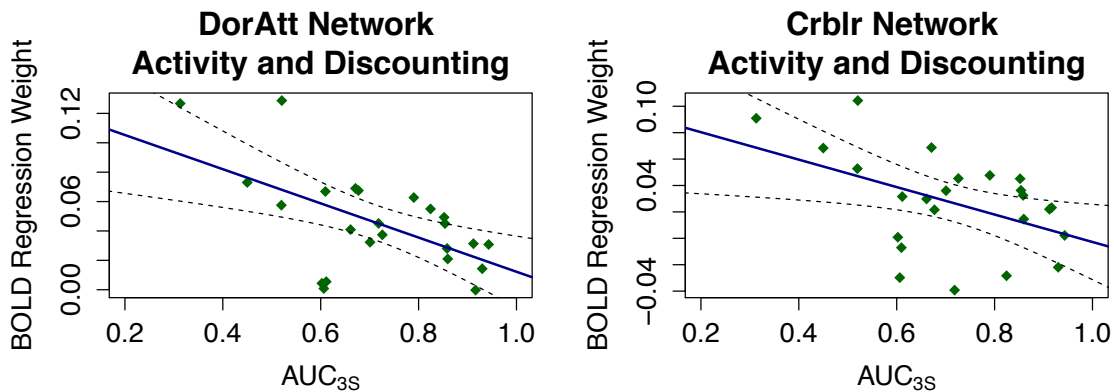 DorAtt Network
Activity and Discounting
BOLD Regression Weight
0.12
0.06
0.00
0.2 0.4 0.6 0.8 1.0
AUC3S
Crblr Network
Activity and Discounting
BOLD Regression Weight
0.10
0.04
−0.04
0.2 0.4 0.6 0.8 1.0
AUC3S